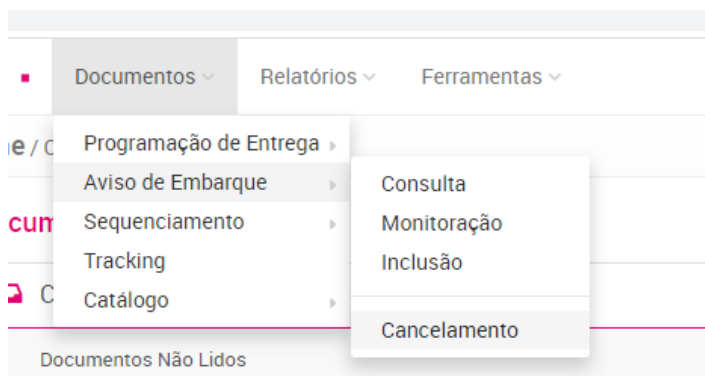 Documentos Relatórios Ferramentas
Programação de Entrega
Aviso de Embarque
Sequenciamento
Tracking
Catálogo
Consulta
Monitoração
Inclusão
Cancelamento
Documentos Não Lidos